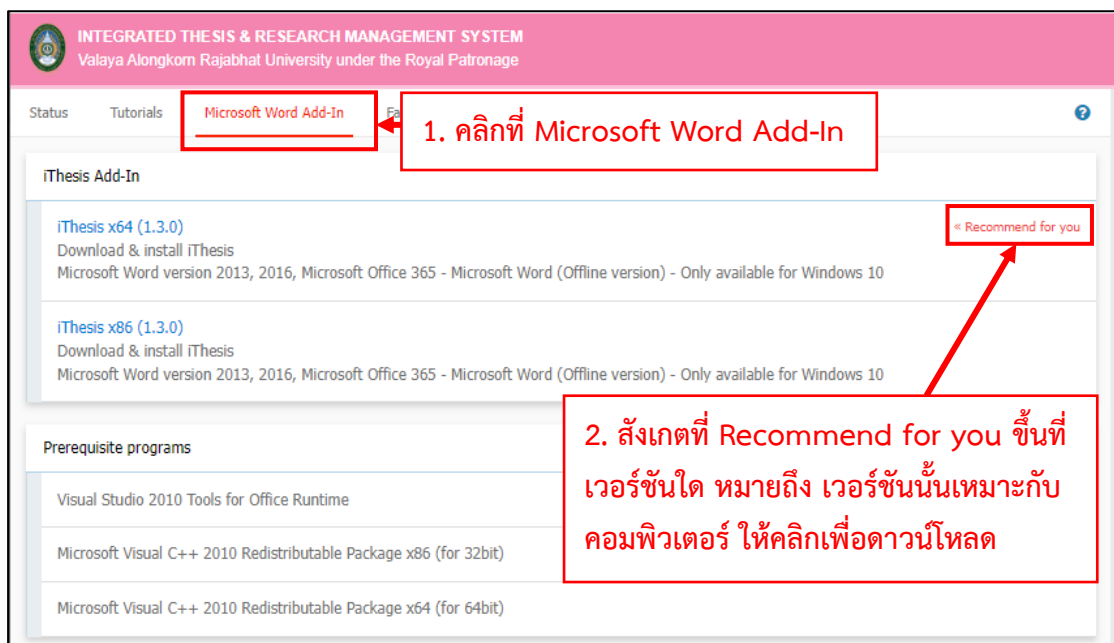 INTEGRATED THESIS & RESEARCH MANAGEMENT SYSTEM
Valaya Alongkorn Rajabhat University under the Royal Patronage
Status Tutorials Microsoft Word Add-In
1. คลิกที่ Microsoft Word Add-In
iThesis Add-In
iThesis x64 (1.3.0) « Recommend for you
Download & install iThesis
Microsoft Word version 2013, 2016, Microsoft Office 365 - Microsoft Word (Offline version) - Only available for Windows 10
iThesis x86 (1.3.0)
Download & install iThesis
Microsoft Word version 2013, 2016, Microsoft Office 365 - Microsoft Word (Offline version) - Only available for Windows 10
2. สังเกตที่ Recommend for you ขึ้นที่
เวอร์ชันใด หมายถึง เวอร์ชันนั้นเหมาะกับ
คอมพิวเตอร์ ให้คลิกเพื่อดาวน์โหลด
Prerequisite programs
Visual Studio 2010 Tools for Office Runtime
Microsoft Visual C++ 2010 Redistributable Package x86 (for 32bit)
Microsoft Visual C++ 2010 Redistributable Package x64 (for 64bit)